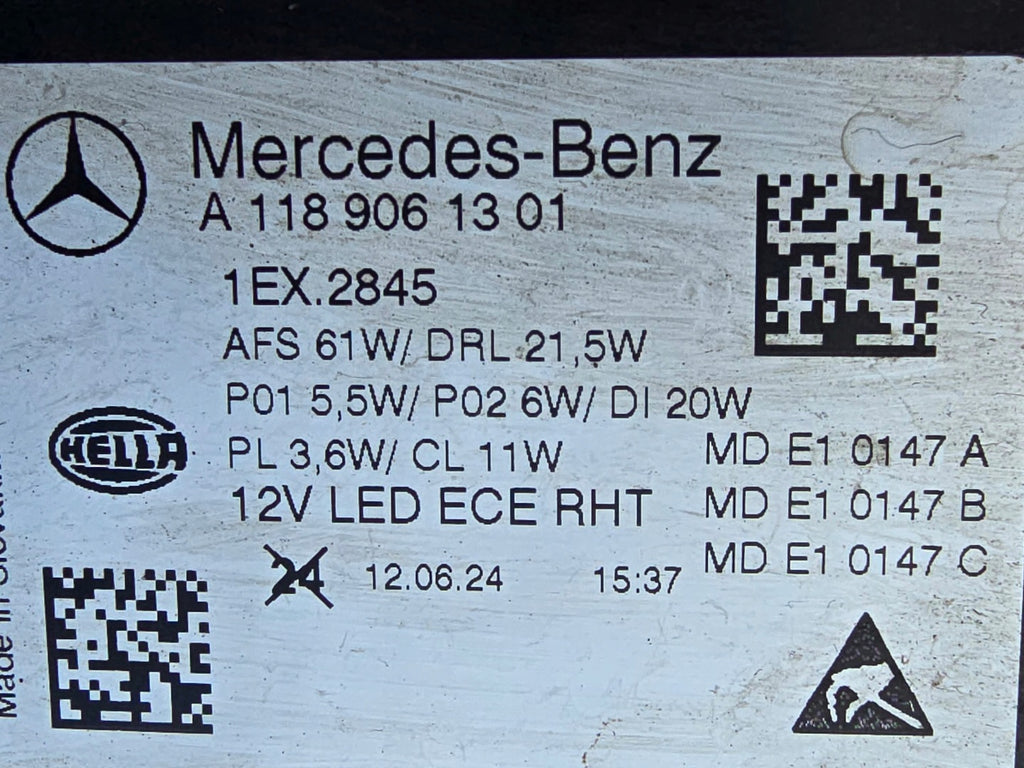 Mercedes-Benz
A 118 906 13 01
1EX.2845
AFS 61W/ DRL 21,5W
P01 5,5W/ P02 6W/ DI 20W
HELLA
PL 3,6W/ CL 11W
MD E1 0147 A
12V LED ECE RHT
MD E1 0147 B
MD E1 0147 C
24
12.06.24
15:37
Made in